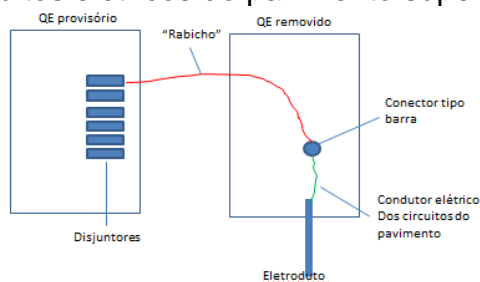 QE provisório
"Rabicho"
QE removido
Conector tipo
barra
Condutor elétrico
Dos circuitos do
pavimento
Disjuntores
Eletroduto